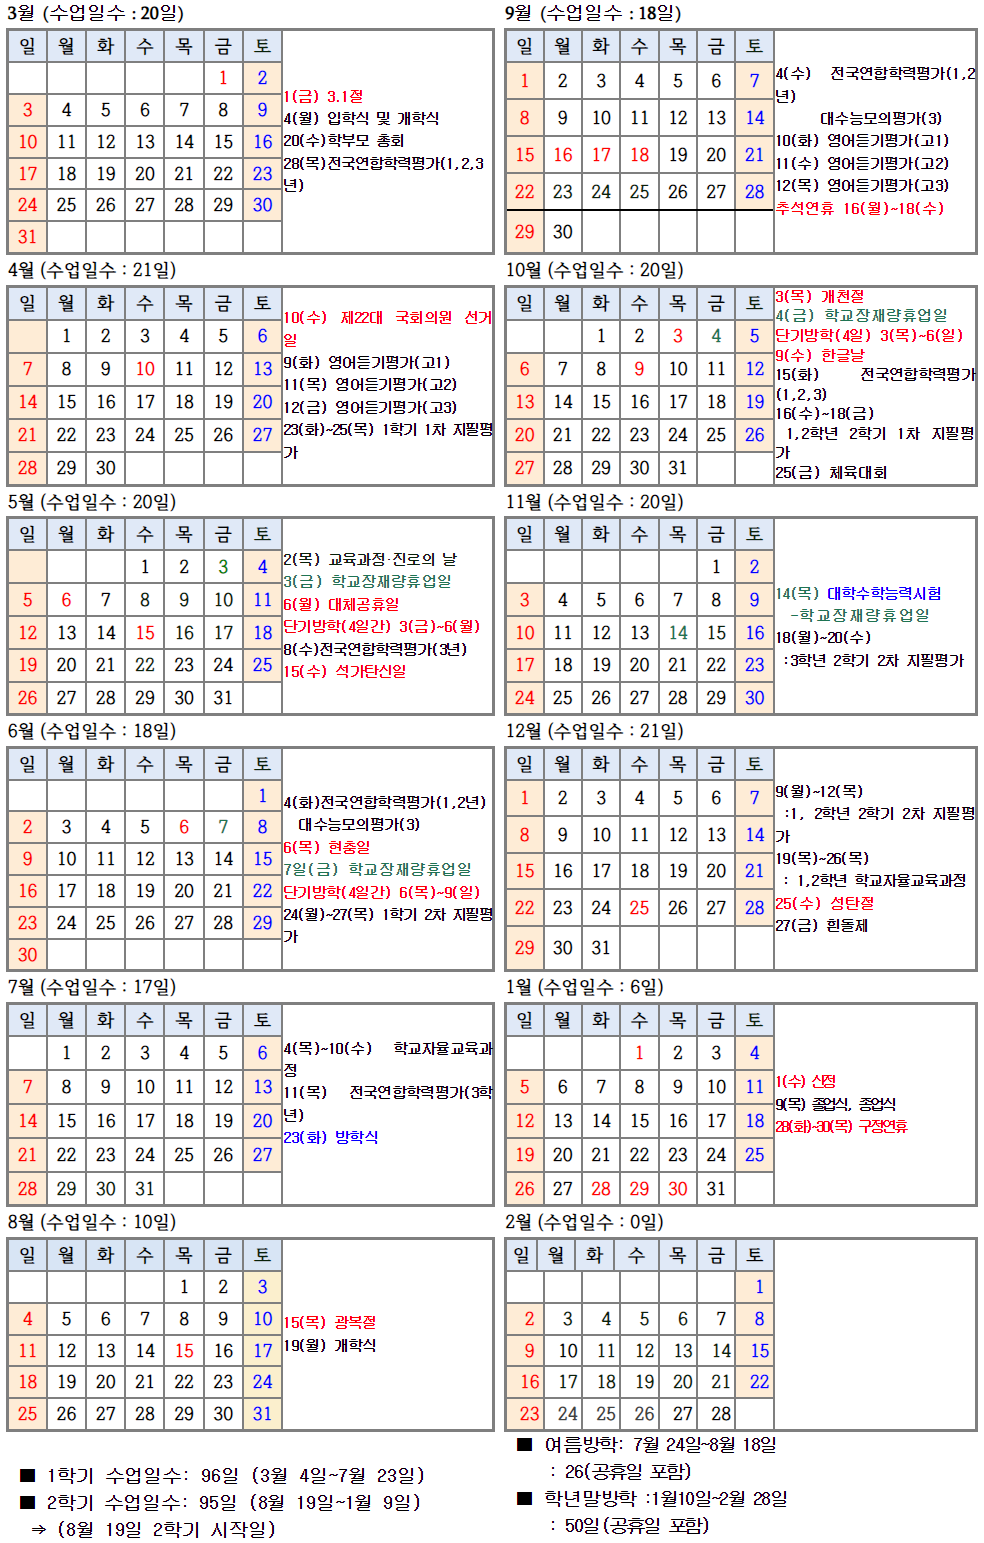 3월 (수업일수 : 20일)
일 월 화 수 목 금 토
1 2
3 4 5 6 7 8 9
10 11 12 13 14 15 16
17 18 19 20 21 22 23
24 25 26 27 28 29 30
31
1(금) 3.1절
4(월) 입학식 및 개학식
20(수)학부모 총회
28(목)전국연합학력평가(1,2,3
년)
4월 (수업일수 : 21일)
일 월 화 수 목 금 토
1 2 3 4 5 6
7 8 9 10 11 12 13
14 15 16 17 18 19 20
21 22 23 24 25 26 27
28 29 30
10(수) 제22대 국회의원 선거
일
9(화) 영어듣기평가(고1)
11(목) 영어듣기평가(고2)
12(금) 영어듣기평가(고3)
23(화)~25(목) 1학기 1차 지필평
가
5월 (수업일수 : 20일)
일 월 화 수 목 금 토
1 2 3 4
5 6 7 8 9 10 11
12 13 14 15 16 17 18
19 20 21 22 23 24 25
26 27 28 29 30 31
2(목) 교육과정·진로의 날
3(금) 학교장재량휴업일
6(월) 대체공휴일
단기방학(4일간) 3(금)~6(월)
8(수)전국연합학력평가(3년)
15(수) 석가탄신일
6월 (수업일수 : 18일)
일 월 화 수 목 금 토
1
2 3 4 5 6 7 8
9 10 11 12 13 14 15
16 17 18 19 20 21 22
23 24 25 26 27 28 29
30
4(화)전국연합학력평가(1,2년)
대수능모의평가(3)
6(목) 현충일
7일(금) 학교장재량휴업일
단기방학(4일간) 6(목)~9(일)
24(월)~27(목) 1학기 2차 지필평
가
7월 (수업일수 : 17일)
일 월 화 수 목 금 토
1 2 3 4 5 6
7 8 9 10 11 12 13
14 15 16 17 18 19 20
21 22 23 24 25 26 27
28 29 30 31
4(목)~10(수) 학교자율교육과
정
11(목) 전국연합학력평가(3학
년)
23(화) 방학식
8월 (수업일수 : 10일)
일 월 화 수 목 금 토
1 2 3
4 5 6 7 8 9 10
11 12 13 14 15 16 17
18 19 20 21 22 23 24
25 26 27 28 29 30 31
15(목) 광복절
19(월) 개학식
■ 1학기 수업일수: 96일 (3월 4일~7월 23일)
■ 2학기 수업일수: 95일 (8월 19일~1월 9일)
⇒ (8월 19일 2학기 시작일)
9월 (수업일수 : 18일)
일 월 화 수 목 금 토
1 2 3 4 5 6 7
8 9 10 11 12 13 14
15 16 17 18 19 20 21
22 23 24 25 26 27 28
29 30
4(수) 전국연합학력평가(1,2
년)
대수능모의평가(3)
10(화) 영어듣기평가(고1)
11(수) 영어듣기평가(고2)
12(목) 영어듣기평가(고3)
추석연휴 16(월)~18(수)
10월 (수업일수 : 20일)
일 월 화 수 목 금 토
1 2 3 4 5
6 7 8 9 10 11 12
13 14 15 16 17 18 19
20 21 22 23 24 25 26
27 28 29 30 31
3(목) 개천절
4(금) 학교장재량휴업일
단기방학(4일) 3(목)~6(일)
9(수) 한글날
15(화) 전국연합학력평가
(1,2,3)
16(수)~18(금)
1,2학년 2학기 1차 지필평
가
25(금) 체육대회
11월 (수업일수 : 20일)
일 월 화 수 목 금 토
1 2
3 4 5 6 7 8 9
10 11 12 13 14 15 16
17 18 19 20 21 22 23
24 25 26 27 28 29 30
14(목) 대학수학능력시험
-학교장재량휴업일
18(월)~20(수)
:3학년 2학기 2차 지필평가
12월 (수업일수 : 21일)
일 월 화 수 목 금 토
1 2 3 4 5 6 7
8 9 10 11 12 13 14
15 16 17 18 19 20 21
22 23 24 25 26 27 28
29 30 31
9(월)~12(목)
:1, 2학년 2학기 2차 지필평
가
19(목)~26(목)
: 1,2학년 학교자율교육과정
25(수) 성탄절
27(금) 흰돌제
1월 (수업일수 : 6일)
일 월 화 수 목 금 토
1 2 3 4
5 6 7 8 9 10 11
12 13 14 15 16 17 18
19 20 21 22 23 24 25
26 27 28 29 30 31
1(수) 신정
9(목) 졸업식, 종업식
28(화)~30(목) 구정연휴
2월 (수업일수 : 0일)
일 월 화 수 목 금 토
1
2 3 4 5 6 7 8
9 10 11 12 13 14 15
16 17 18 19 20 21 22
23 24 25 26 27 28
■ 여름방학: 7월 24일~8월 18일
: 26(공휴일 포함)
■ 학년말방학 :1월10일~2월 28일
: 50일(공휴일 포함)